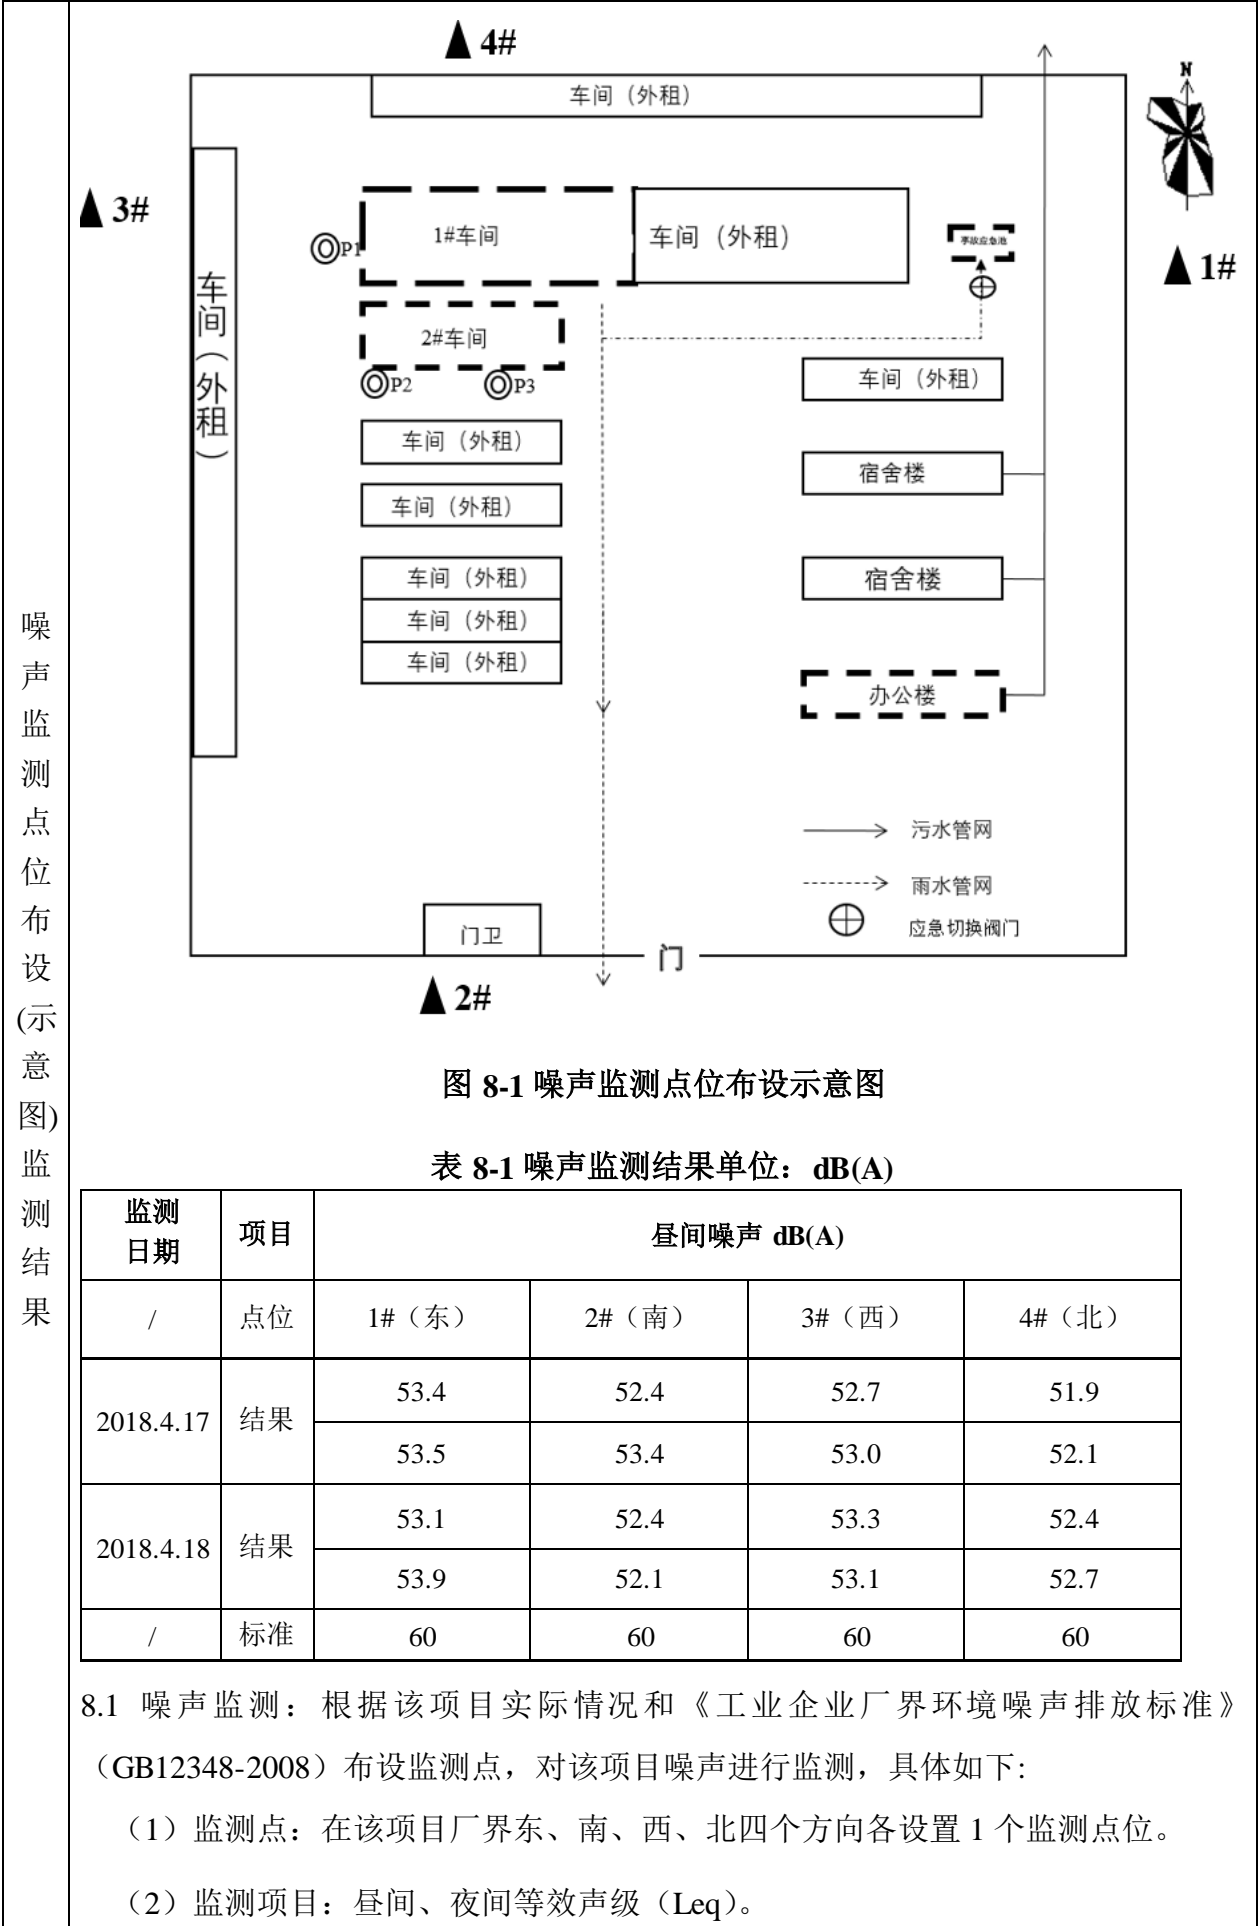 噪
声
监
测
点
位
布
设
(示
意
图)
监
测
结
果
4#
N
车间（外租）
3#
1#车间
车间（外租）
P1
事故应急池
1#
车间（外租）
2#车间
P2
P3
车间（外租）
车间（外租）
车间（外租）
宿舍楼
车间（外租）
宿舍楼
车间（外租）
车间（外租）
车间（外租）
办公楼
污水管网
雨水管网
应急切换阀门
门卫
门
2#
图 8-1 噪声监测点位布设示意图
表 8-1 噪声监测结果单位：dB(A)
监测
日期 项目 昼间噪声 dB(A)
/ 点位 1#（东） 2#（南） 3#（西） 4#（北）
2018.4.17 结果 53.4 52.4 52.7 51.9
53.5 53.4 53.0 52.1
2018.4.18 结果 53.1 52.4 53.3 52.4
53.9 52.1 53.1 52.7
/ 标准 60 60 60 60
8.1 噪声监测：根据该项目实际情况和《工业企业厂界环境噪声排放标准》
（GB12348-2008）布设监测点，对该项目噪声进行监测，具体如下:
（1）监测点：在该项目厂界东、南、西、北四个方向各设置 1 个监测点位。
（2）监测项目：昼间、夜间等效声级（Leq）。